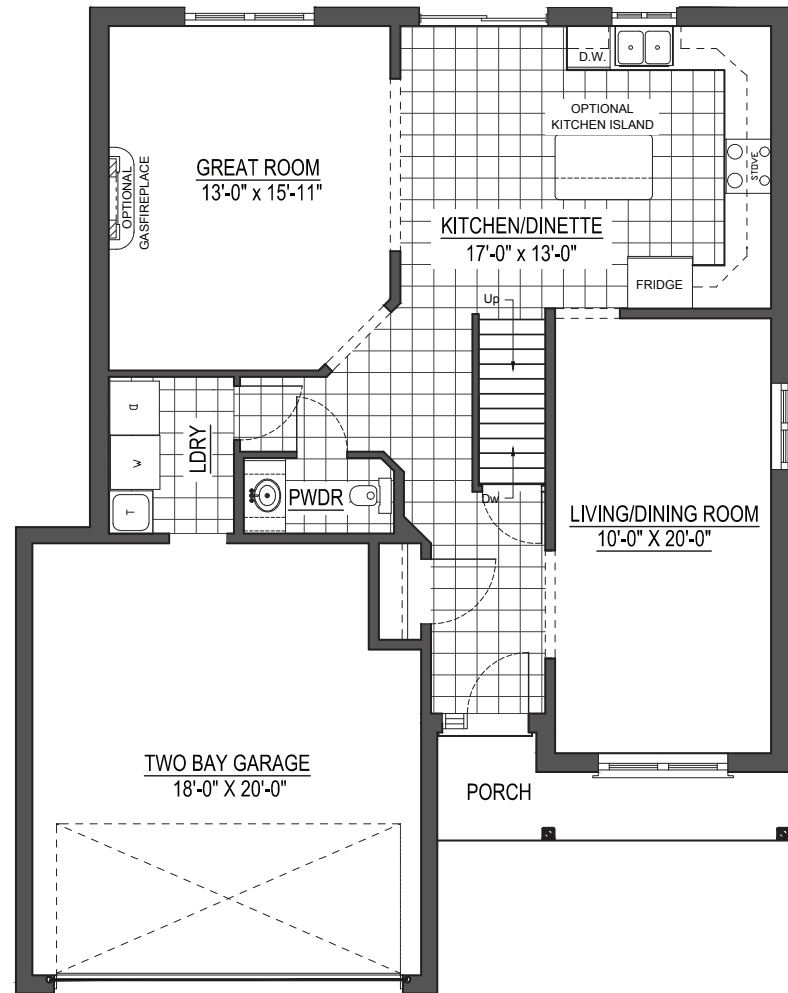 D.W.
OPTIONAL
KITCHEN ISLAND
STOVE
GREAT ROOM
13'-0" x 15'-11"
OPTIONAL
GASFIREPLACE
KITCHEN/DINETTE
17'-0" x 13'-0"
FRIDGE
Up
D
W
T
LDRY
PWDR
Dw
LIVING/DINING ROOM
10'-0" X 20'-0"
TWO BAY GARAGE
18'-0" X 20'-0"
PORCH